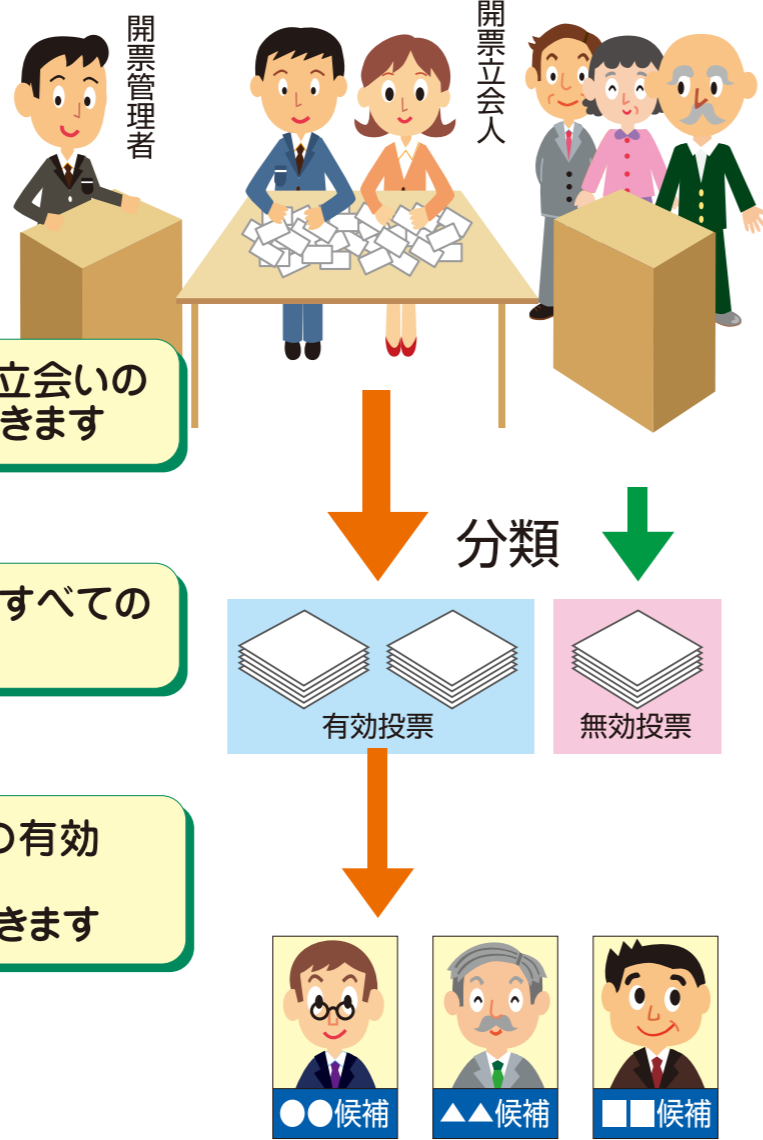 開票管理者
開票立会人
立会いの
きます
分類
すべての
有効投票
無効投票
の有効
きます
●●候補
▲▲候補
■■候補